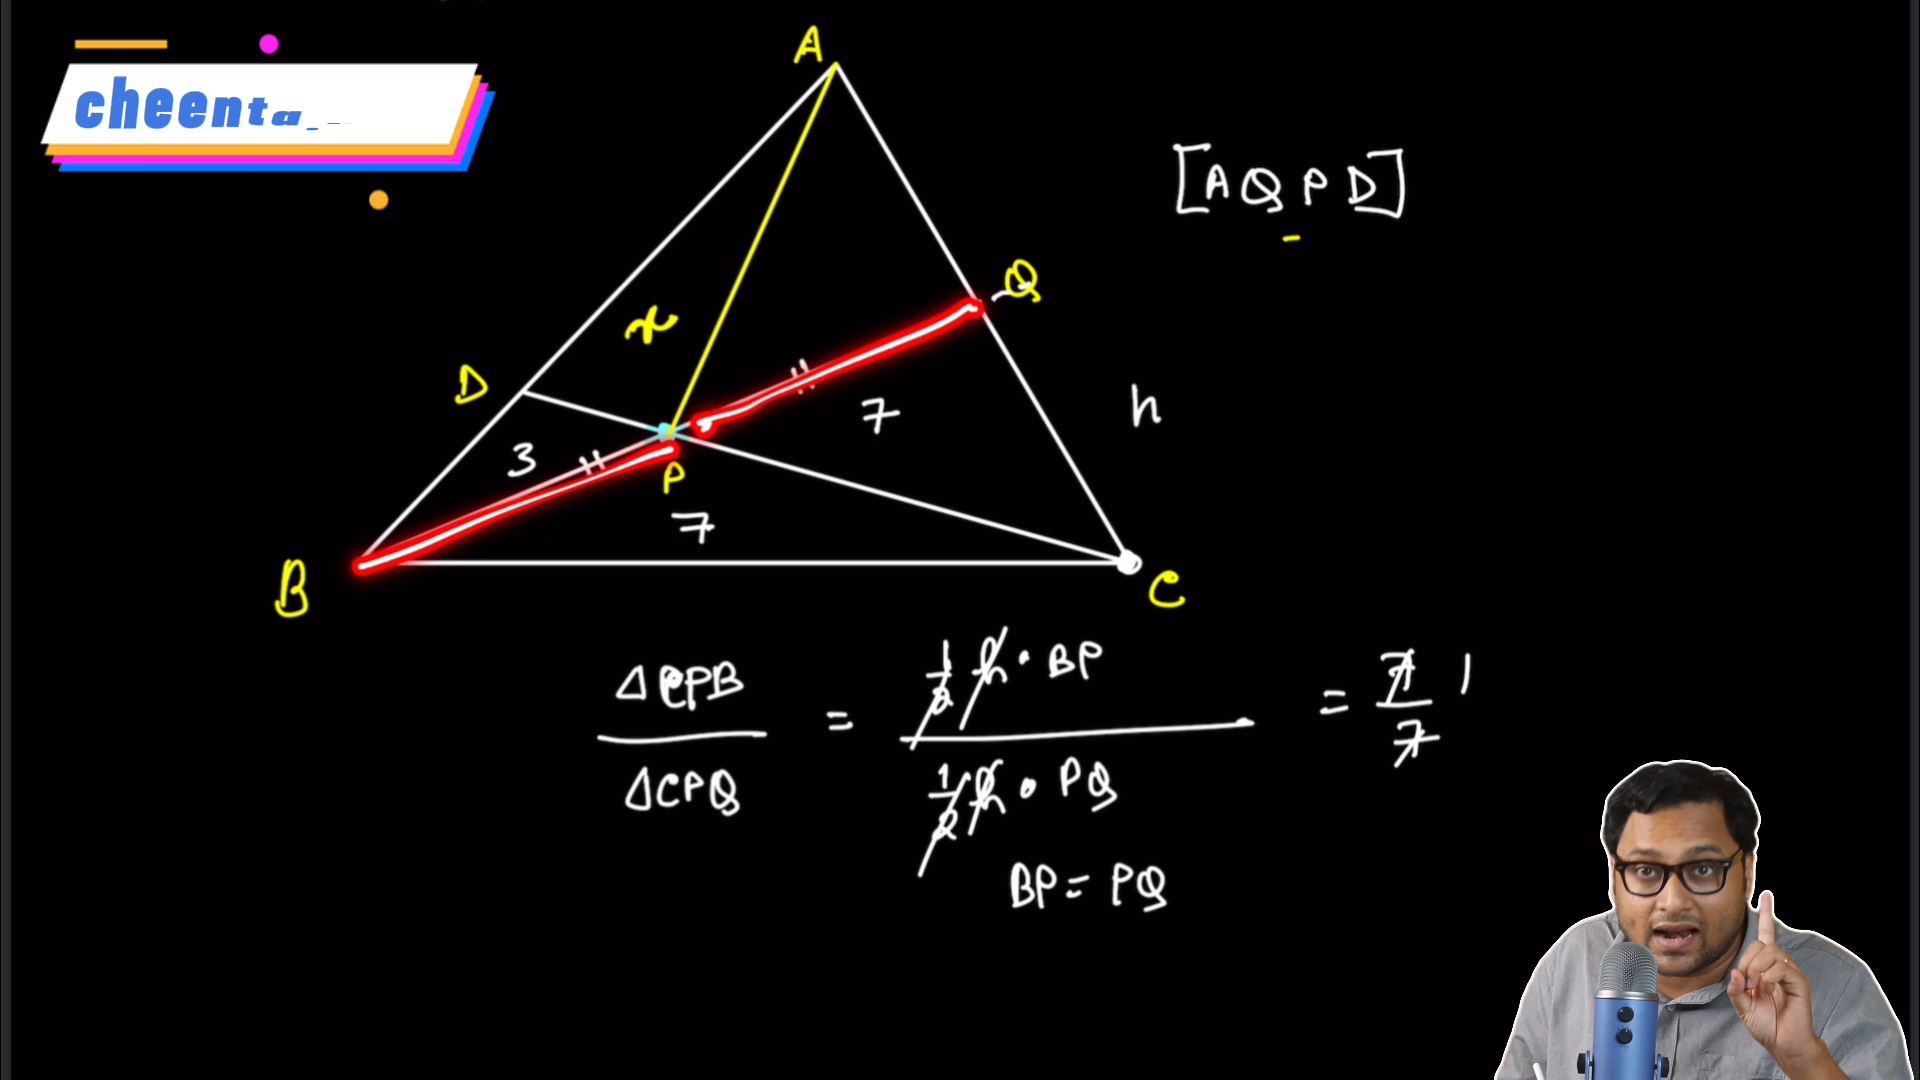 cheenta
A
[AQPD]
Q
x
D
7
h
3
P
7
B
C
ΔCPB / ΔCPQ = 1/2 h · BP / 1/2 h · PQ = 7/7 1
BP = PQ